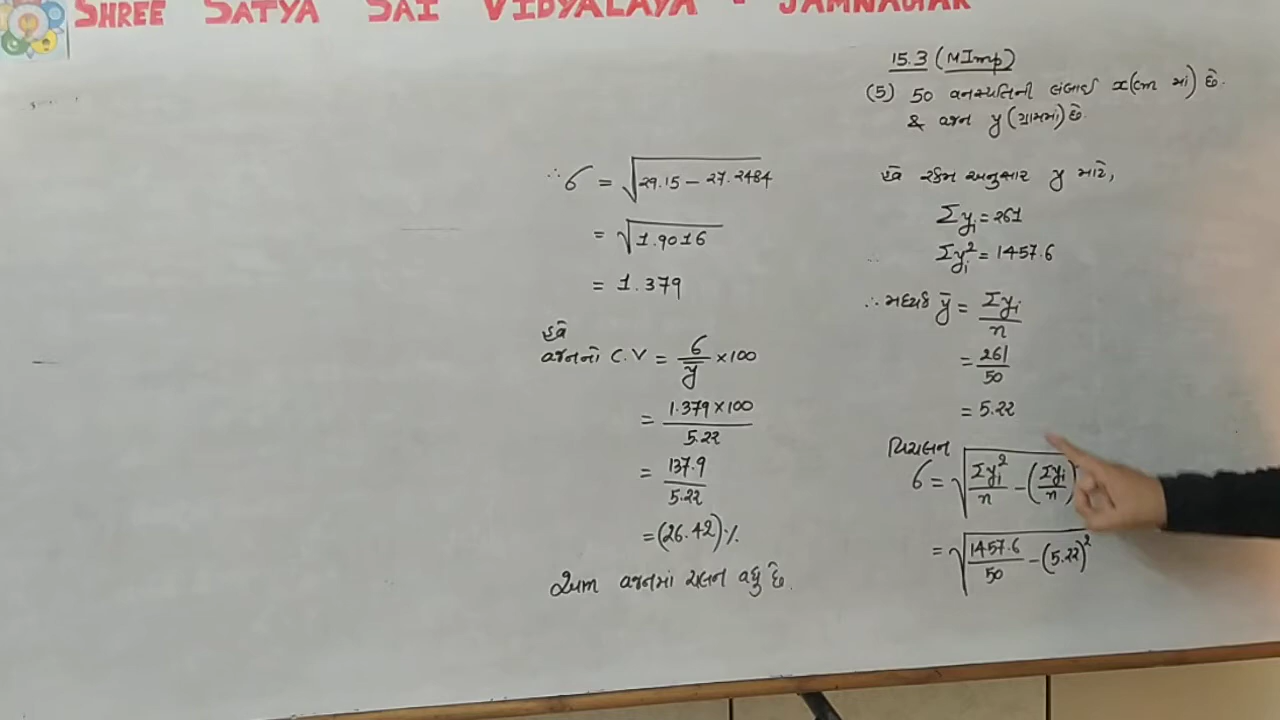 SHREE SATYA SAI VIDYALAYA - JAMNAGAR
15.3 (MImp)
(5) 50 વનસ્પતિની લંબાઈ x(cm માં) છે.
& વજન y (ગ્રામમાં) છે.
હવે રકમ અનુસાર y માટે,
Σyᵢ = 261
Σyᵢ² = 1457.6
∴ મધ્યક ȳ = Σyᵢ / n
= 261 / 50
= 5.22
વિચલન
σ = √(Σyᵢ²/n - (Σyᵢ/n)
= √(1457.6/50 - (5.22)²
∴ σ = √29.15 - 27.2484
= √1.9016
= 1.379
હવે
વજનનો C.V = σ/ȳ × 100
= 1.379 × 100 / 5.22
= 137.9 / 5.22
= (26.42) %
વજનમાં ચલન વધુ છે.